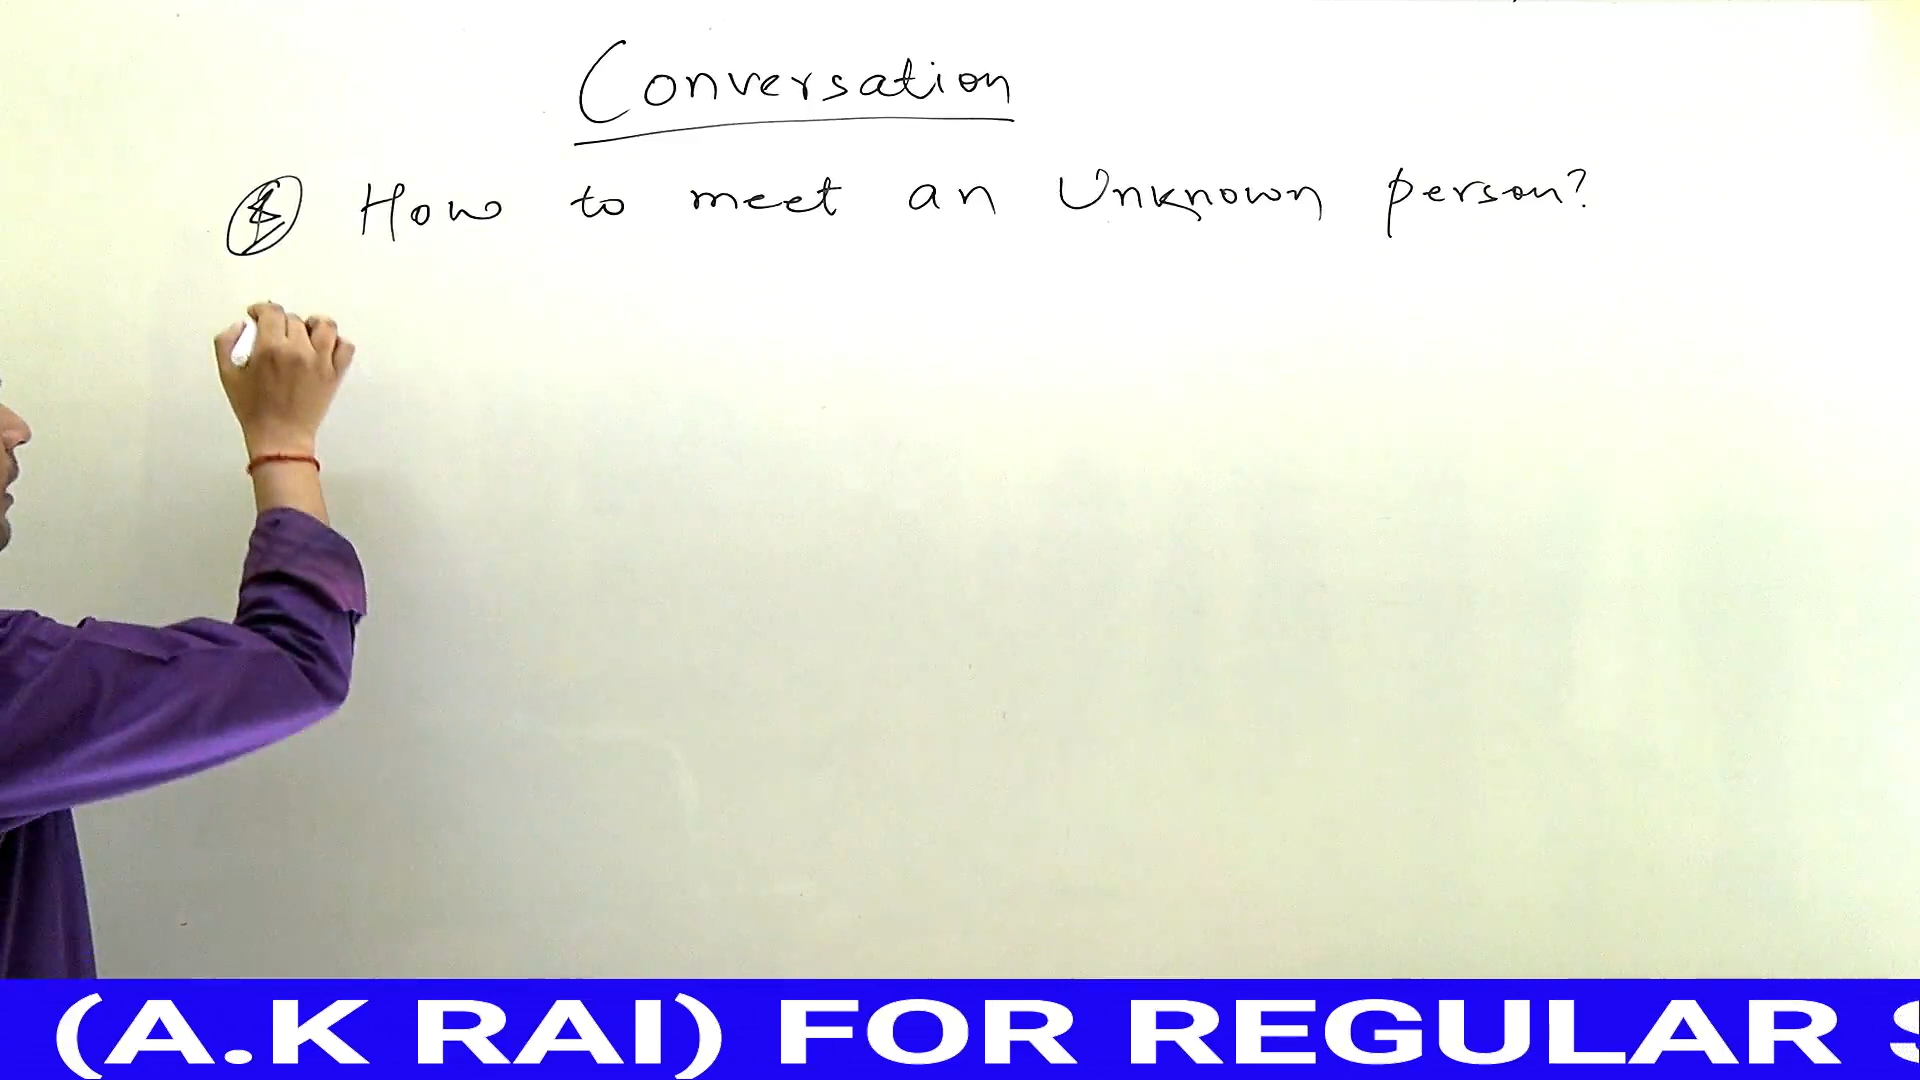 Conversation
How to meet an Unknown person?
(A.K RAI) FOR REGULAR S